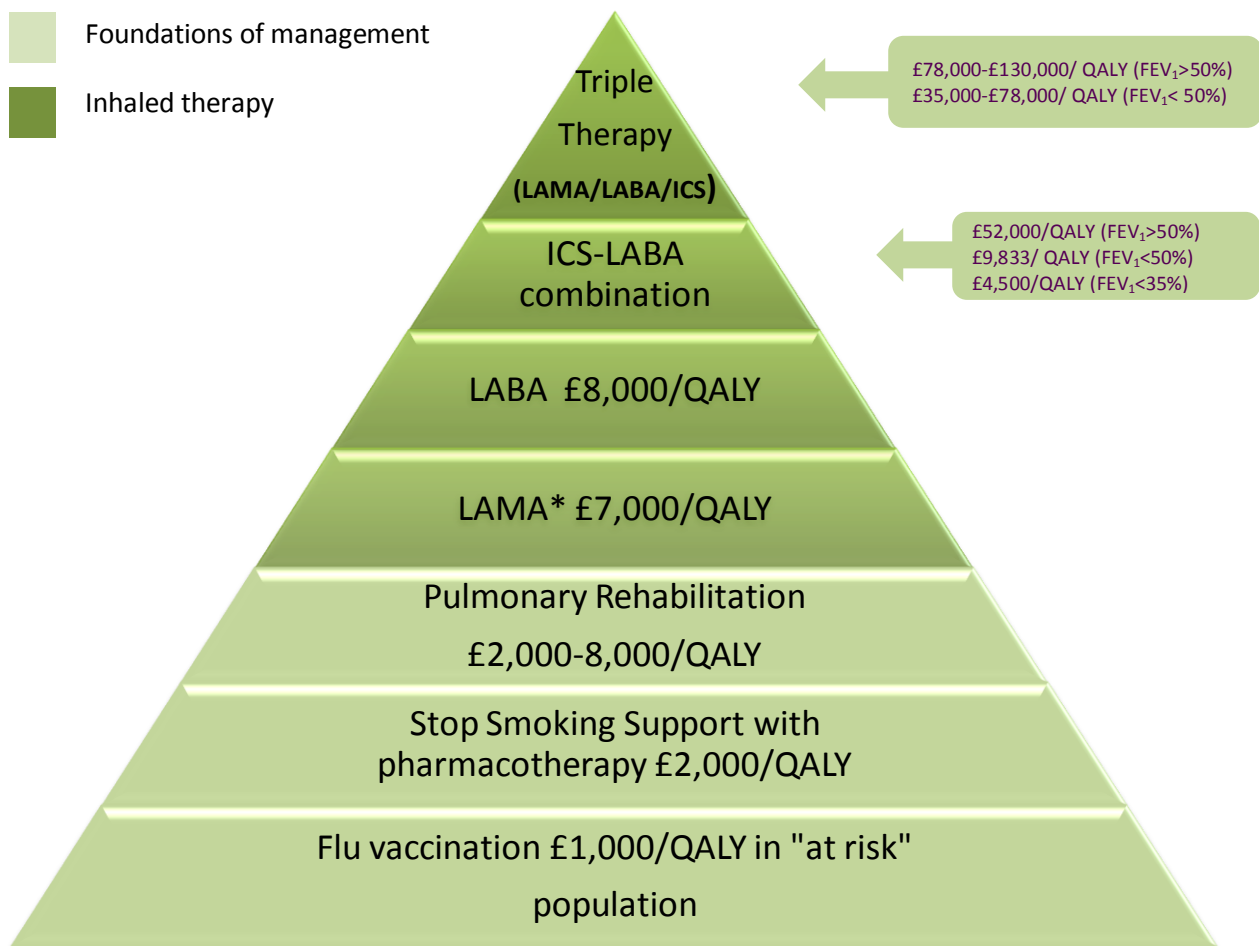 Foundations of management
Inhaled therapy
Triple
Therapy
(LAMA/LABA/ICS)
£78,000-£130,000/ QALY (FEV₁>50%)
£35,000-£78,000/ QALY (FEV₁< 50%)
ICS-LABA
combination
£52,000/QALY (FEV₁>50%)
£9,833/ QALY (FEV₁<50%)
£4,500/QALY (FEV₁<35%)
LABA £8,000/QALY
LAMA* £7,000/QALY
Pulmonary Rehabilitation
£2,000-8,000/QALY
Stop Smoking Support with
pharmacotherapy £2,000/QALY
Flu vaccination £1,000/QALY in "at risk"
population